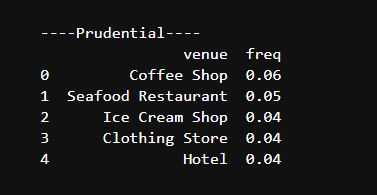 ----Prudential----
venue freq
0 Coffee Shop 0.06
1 Seafood Restaurant 0.05
2 Ice Cream Shop 0.04
3 Clothing Store 0.04
4 Hotel 0.04